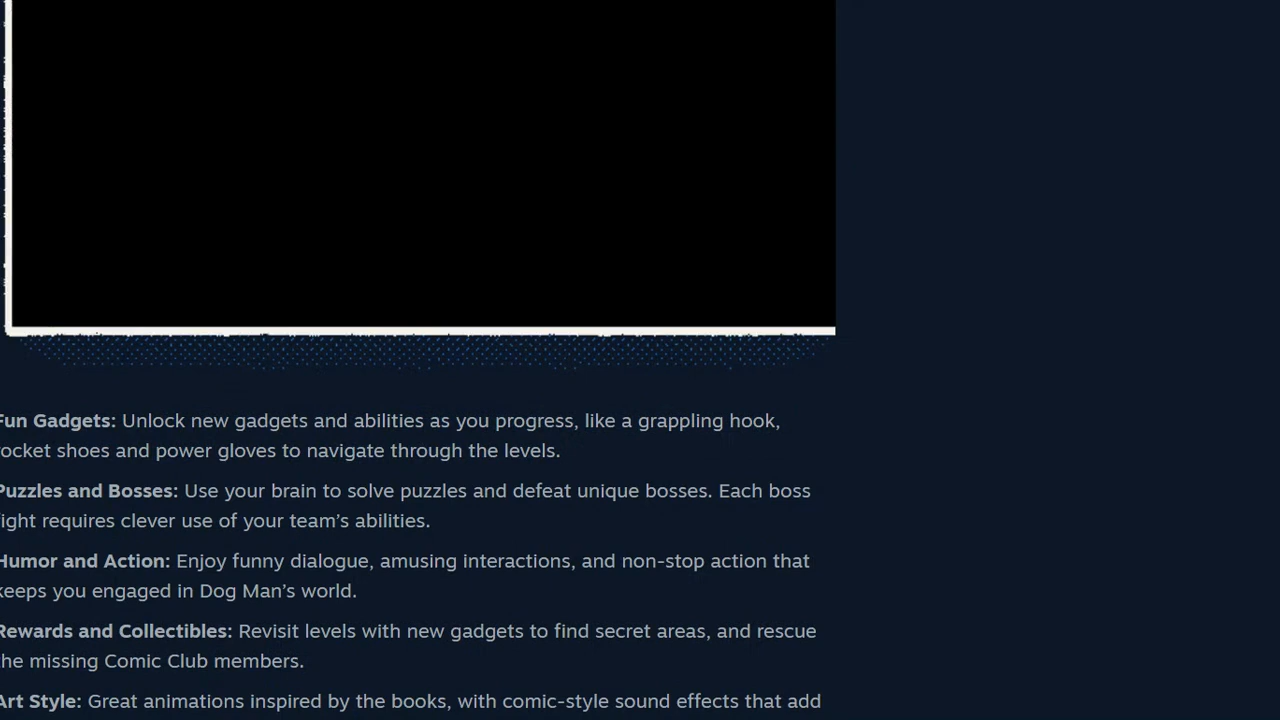 Fun Gadgets: Unlock new gadgets and abilities as you progress, like a grappling hook,
rocket shoes and power gloves to navigate through the levels.
Puzzles and Bosses: Use your brain to solve puzzles and defeat unique bosses. Each boss
fight requires clever use of your team’s abilities.
Humor and Action: Enjoy funny dialogue, amusing interactions, and non-stop action that
keeps you engaged in Dog Man’s world.
Rewards and Collectibles: Revisit levels with new gadgets to find secret areas, and rescue
the missing Comic Club members.
Art Style: Great animations inspired by the books, with comic-style sound effects that add